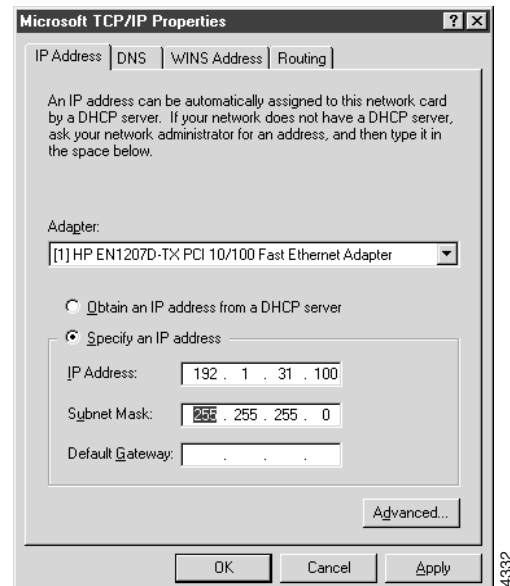 Microsoft TCP/IP Properties
IP Address DNS WINS Address Routing
An IP address can be automatically assigned to this network card
by a DHCP server. If your network does not have a DHCP server,
ask your network administrator for an address, and then type it in
the space below.
Adapter:
[1] HP EN1207D-TX PCI 10/100 Fast Ethernet Adapter
Obtain an IP address from a DHCP server
Specify an IP address
IP Address: 192 . 1 . 31 . 100
Subnet Mask: 255 . 255 . 255 . 0
Default Gateway: . . .
Advanced...
OK Cancel Apply
4332